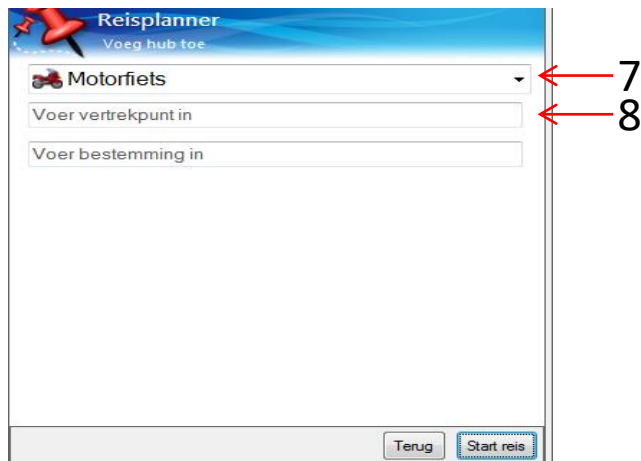 Reisplanner
Voeg hub toe
Motorfiets
7
Voer vertrekpunt in
8
Voer bestemming in
Terug
Start reis